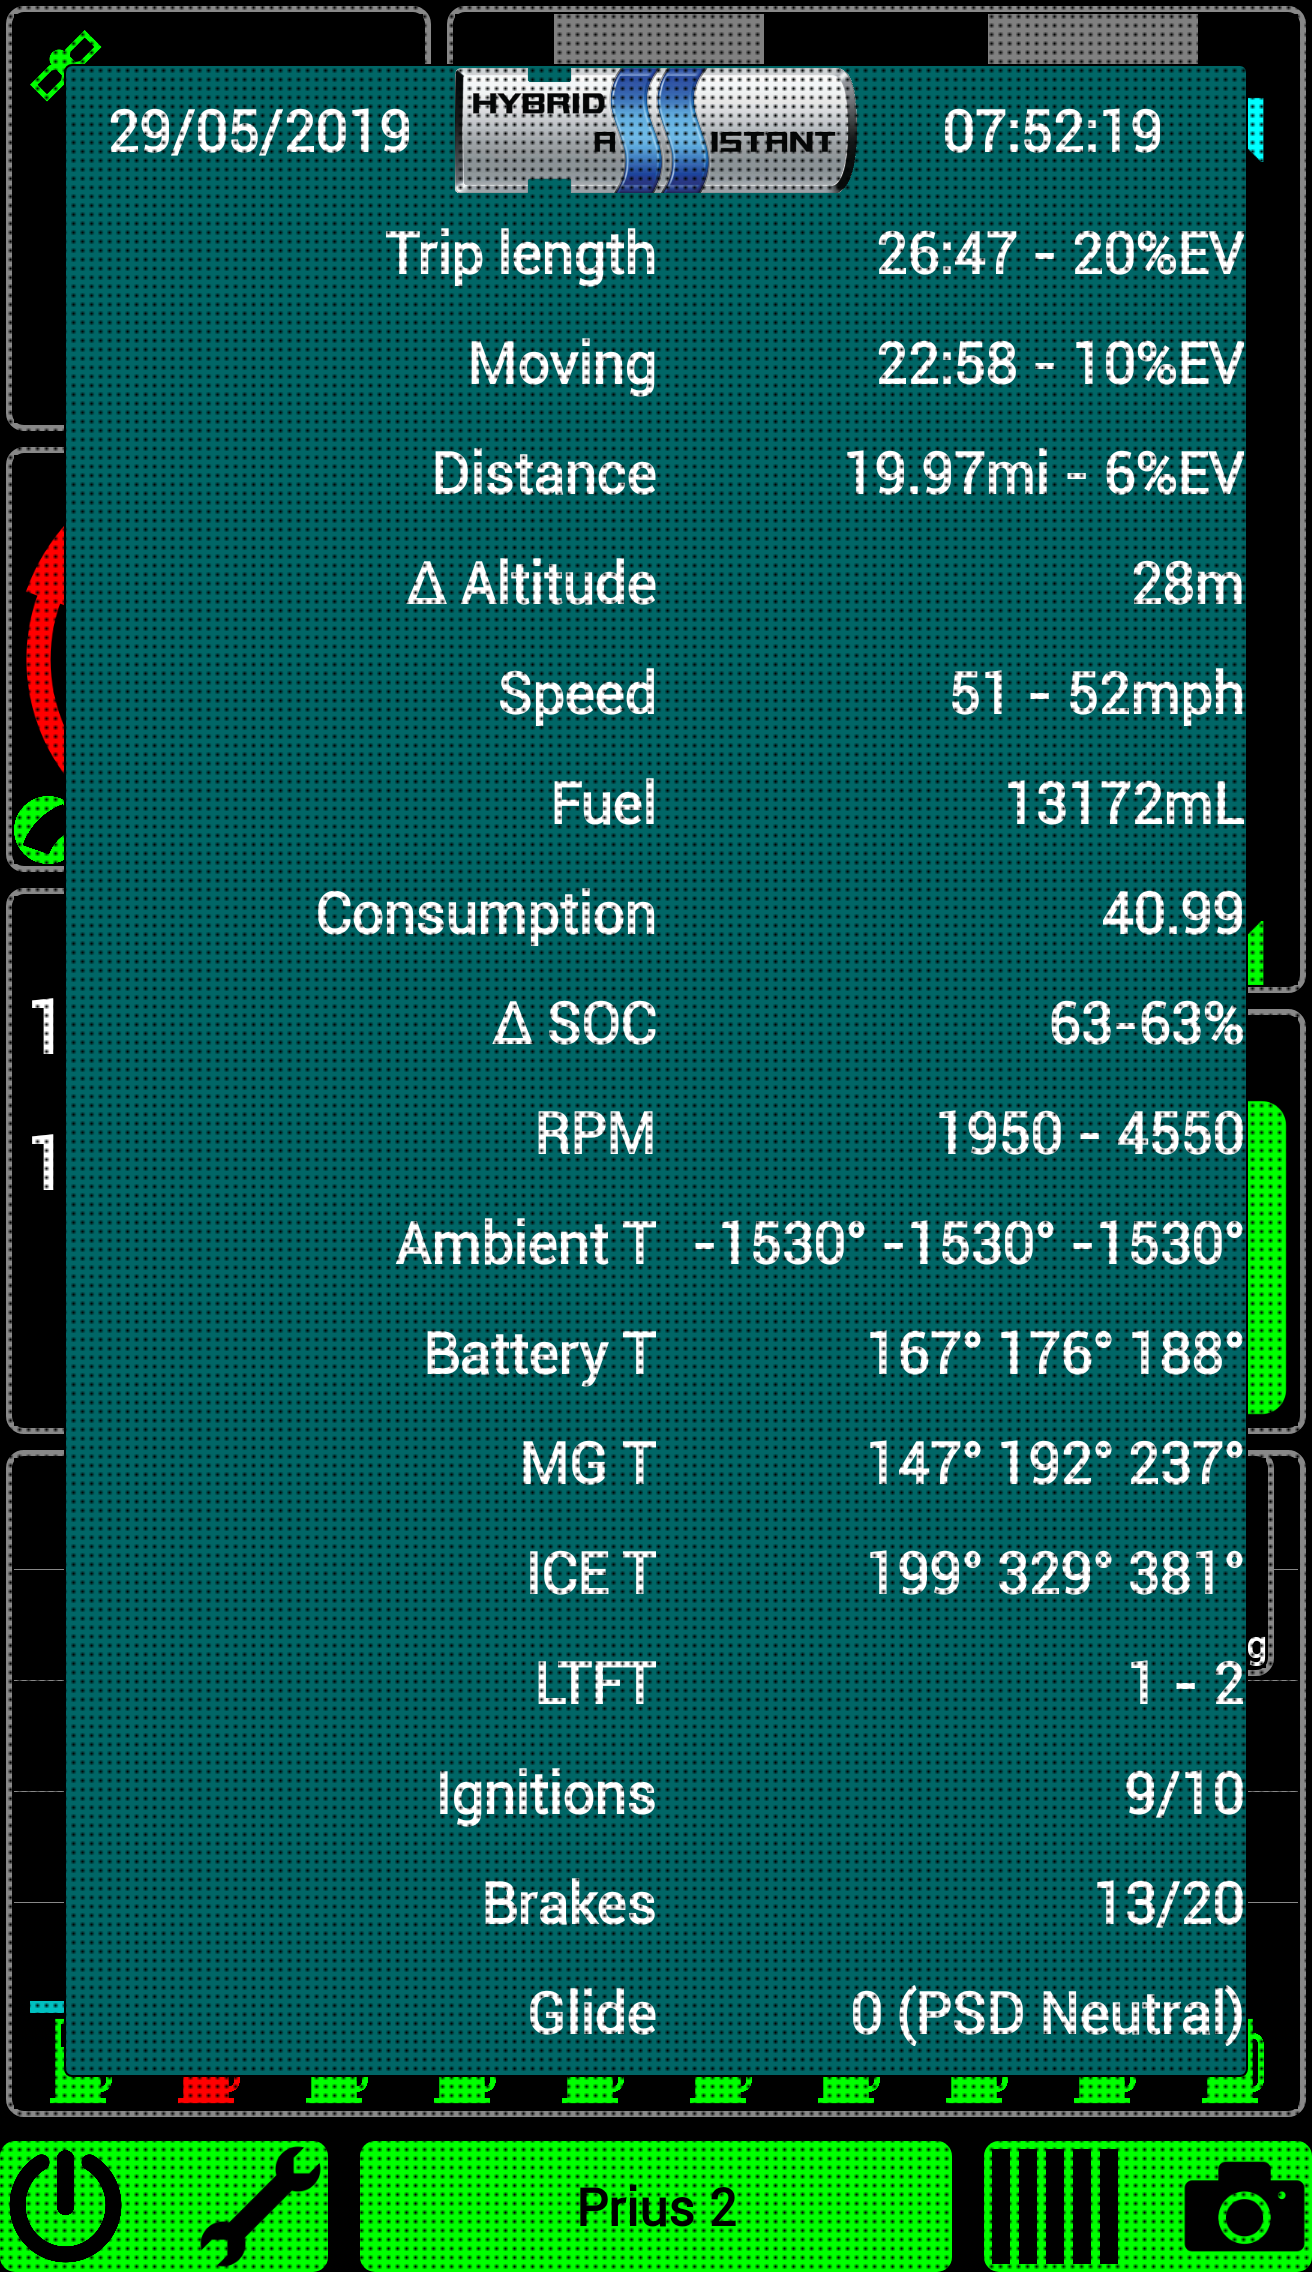 29/05/2019 HYBRID ASSISTANT 07:52:19
Trip length 26:47 - 20%EV
Moving 22:58 - 10%EV
Distance 19.97mi - 6%EV
Δ Altitude 28m
Speed 51 - 52mph
Fuel 13172mL
Consumption 40.99
Δ SOC 63-63%
1
RPM 1950 - 4550
1
Ambient T -1530° -1530° -1530°
Battery T 167° 176° 188°
MG T 147° 192° 237°
ICE T 199° 329° 381°
g
LTFT 1 - 2
Ignitions 9/10
Brakes 13/20
Glide 0 (PSD Neutral)
Prius 2